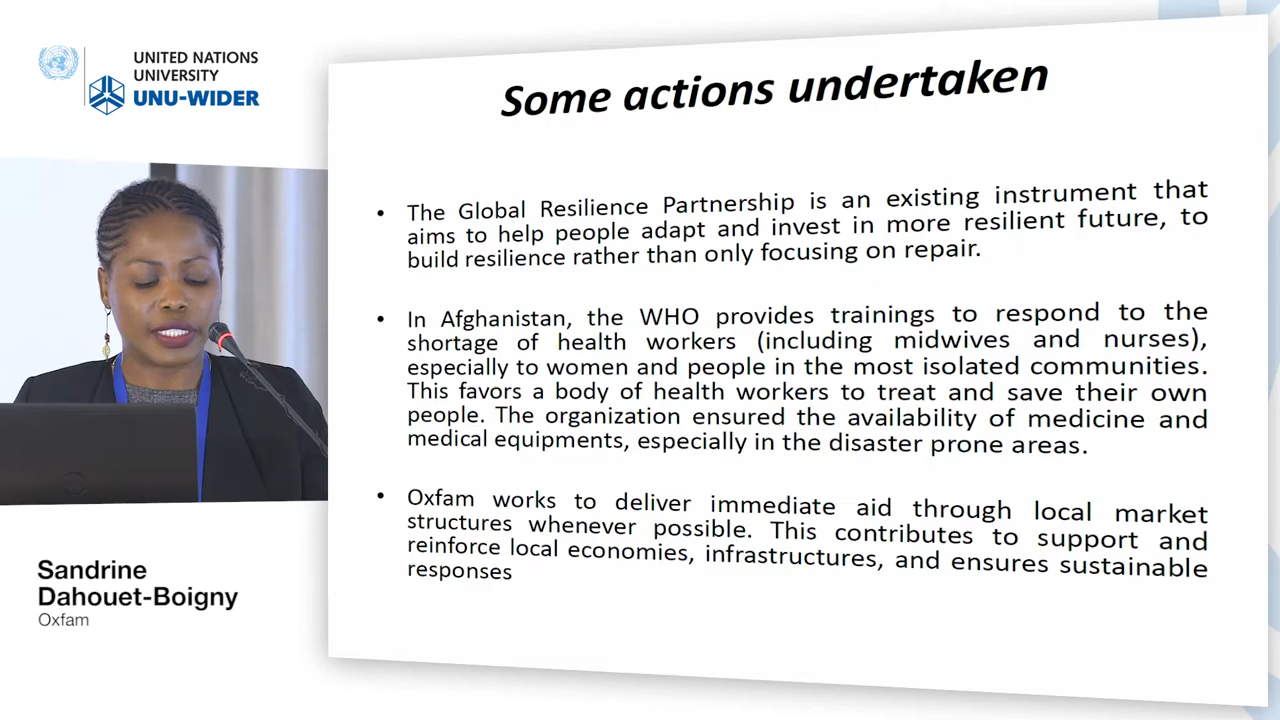 UNITED NATIONS
UNIVERSITY
UNU-WIDER
Sandrine
Dahouet-Boigny
Oxfam
Some actions undertaken
• The Global Resilience Partnership is an existing instrument that
aims to help people adapt and invest in more resilient future, to
build resilience rather than only focusing on repair.
• In Afghanistan, the WHO provides trainings to respond to the
shortage of health workers (including midwives and nurses),
especially to women and people in the most isolated communities.
This favors a body of health workers to treat and save their own
people. The organization ensured the availability of medicine and
medical equipments, especially in the disaster prone areas.
• Oxfam works to deliver immediate aid through local market
structures whenever possible. This contributes to support and
reinforce local economies, infrastructures, and ensures sustainable
responses